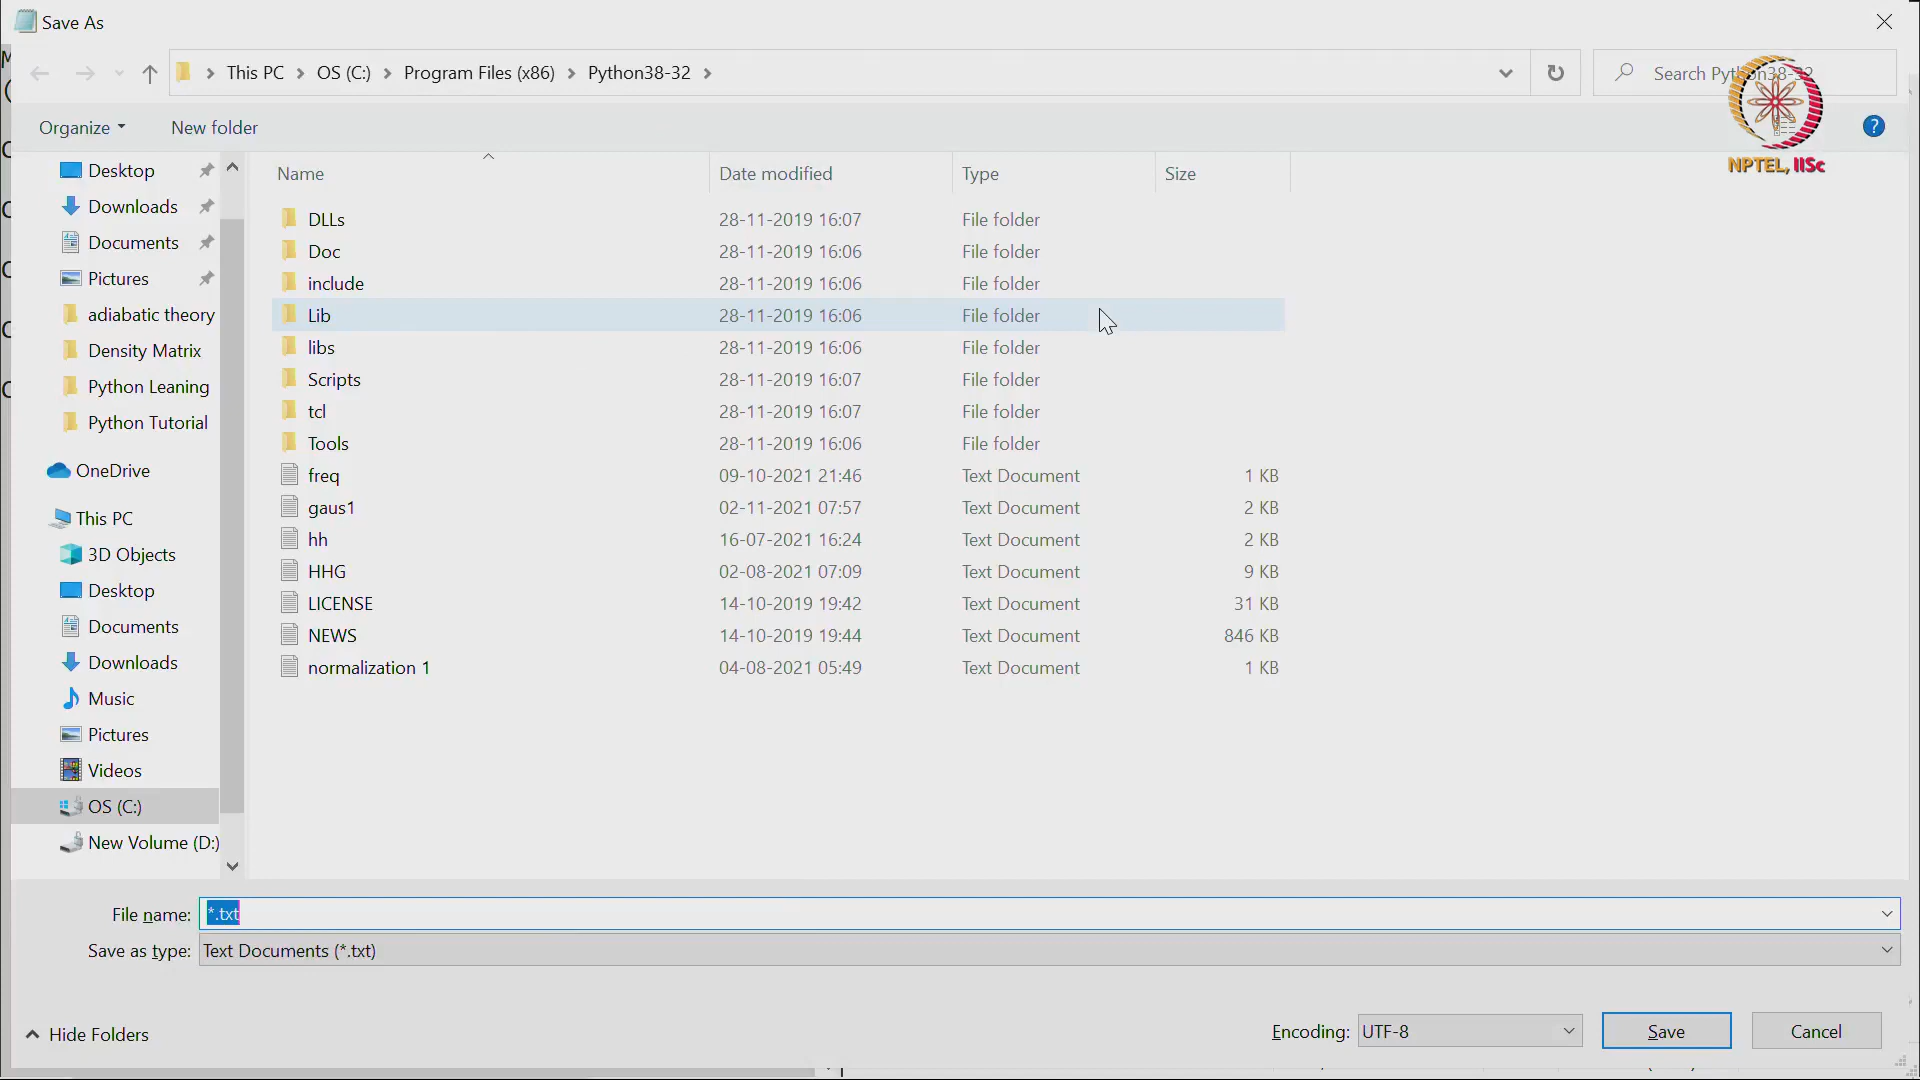 Save As
This PC > OS (C:) > Program Files (x86) > Python38-32 >
Search Python38-32
NPTEL, IISc
Organize
New folder
?
Name Date modified Type Size
Desktop
Downloads
Documents
Pictures
adiabatic theory
Density Matrix
Python Leaning
Python Tutorial
OneDrive
This PC
3D Objects
Desktop
Documents
Downloads
Music
Pictures
Videos
OS (C:)
New Volume (D:)
DLLs 28-11-2019 16:07 File folder
Doc 28-11-2019 16:06 File folder
include 28-11-2019 16:06 File folder
Lib 28-11-2019 16:06 File folder
libs 28-11-2019 16:06 File folder
Scripts 28-11-2019 16:07 File folder
tcl 28-11-2019 16:07 File folder
Tools 28-11-2019 16:06 File folder
freq 09-10-2021 21:46 Text Document 1 KB
gaus1 02-11-2021 07:57 Text Document 2 KB
hh 16-07-2021 16:24 Text Document 2 KB
HHG 02-08-2021 07:09 Text Document 9 KB
LICENSE 14-10-2019 19:42 Text Document 31 KB
NEWS 14-10-2019 19:44 Text Document 846 KB
normalization 1 04-08-2021 05:49 Text Document 1 KB
File name: *.txt
Save as type: Text Documents (*.txt)
Hide Folders
Encoding: UTF-8
Save
Cancel